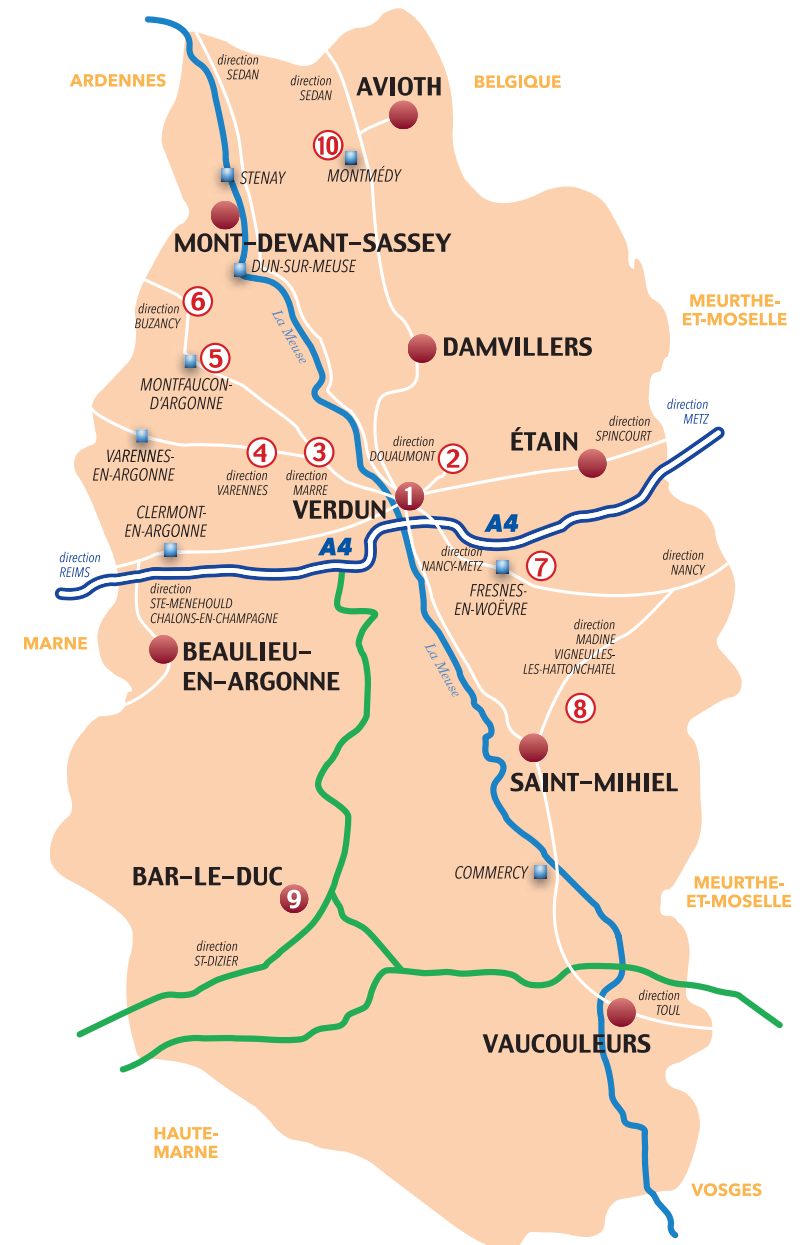 direction
SEDAN
ARDENNES
direction
SEDAN
AVIOTH
BELGIQUE
10
MONTMÉDY
STENAY
MONT-DEVANT-SASSEY
DUN-SUR-MEUSE
direction
BUZANCY
6
La Meuse
MEURTHE-
ET-MOSELLE
5
MONTFAUCON-
D'ARGONNE
DAMVILLERS
direction
METZ
direction
SPINCOURT
ÉTAIN
VARENNES-
EN-ARGONNE
4
direction
VARENNES
3
direction
MARRE
direction
DOUAUMONT
2
VERDUN
1
CLERMONT-
EN-ARGONNE
A4
A4
direction
REIMS
direction
NANCY-METZ
7
FRESNES-
EN-WOËVRE
direction
NANCY
direction
STE-MENEHOULD
CHALONS-EN-CHAMPAGNE
MARNE
BEAULIEU-
EN-ARGONNE
La Meuse
direction
MADINE
VIGNEULLES-
LES-HATTONCHATEL
8
SAINT-MIHIEL
BAR-LE-DUC
9
COMMERCY
MEURTHE-
ET-MOSELLE
direction
ST-DIZIER
direction
TOUL
VAUCOULEURS
HAUTE-
MARNE
VOSGES